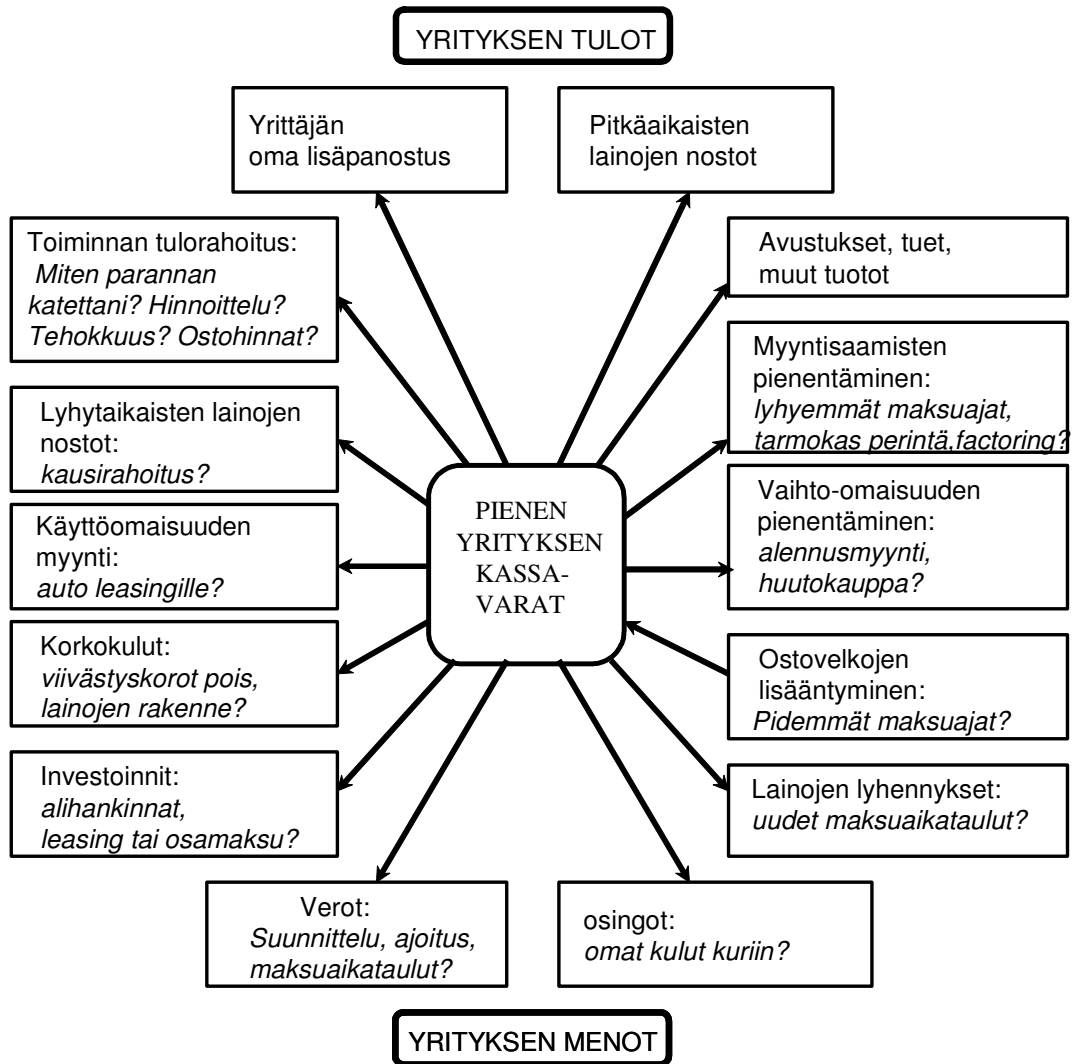 YRITYKSEN TULOT
Yrittäjän
oma lisäpanostus
Pitkäaikaisten
lainojen nostot
Toiminnan tulorahoitus:
Miten parannan
katettani? Hinnoittelu?
Tehokkuus? Ostohinnat?
Avustukset, tuet,
muut tuotot
Myyntisaamisten
pienentäminen:
lyhyemmät maksuajat,
tarmokas perintä,factoring?
Lyhytaikaisten lainojen
nostot:
kausirahoitus?
PIENEN
YRITYKSEN
KASSA-
VARAT
Vaihto-omaisuuden
pienentäminen:
alennusmyynti,
huutokauppa?
Käyttöomaisuuden
myynti:
auto leasingille?
Korkokulut:
viivästyskorot pois,
lainojen rakenne?
Ostovelkojen
lisääntyminen:
Pidemmät maksuajat?
Investoinnit:
alihankinnat,
leasing tai osamaksu?
Lainojen lyhennykset:
uudet maksuaikataulut?
Verot:
Suunnittelu, ajoitus,
maksuaikataulut?
osingot:
omat kulut kuriin?
YRITYKSEN MENOT